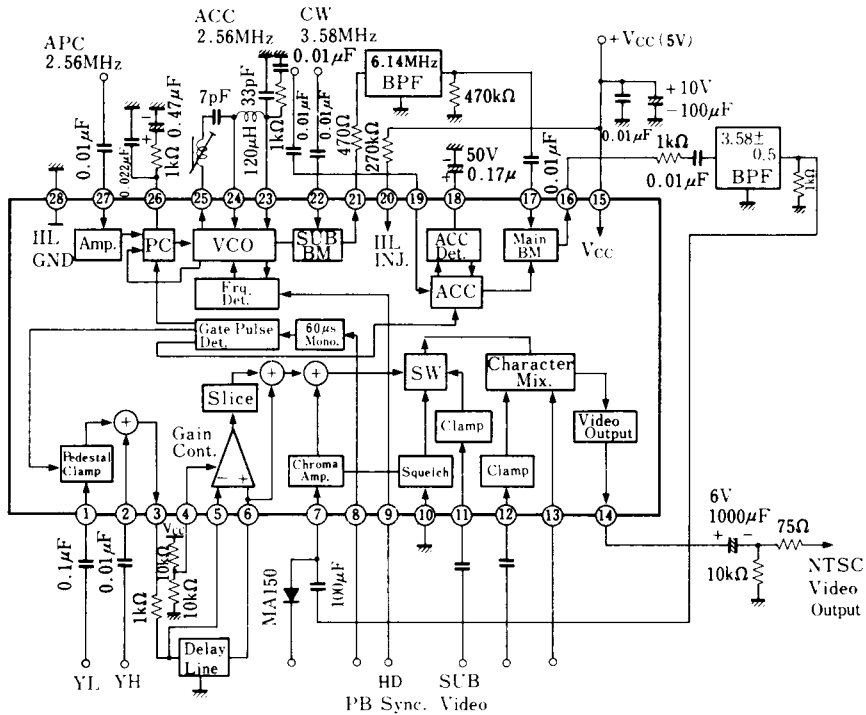 ACC
2.56MHz
CW
3.58MHz
0.01μF
APC
2.56MHz
+VCC (5V)
6.14MHz
BPF
470kΩ
7pF
33pF
120μH
1kΩ
0.01μF
0.01μF
470Ω
270kΩ
0.01μF
0.022μF
1kΩ
0.47μF
50V
0.17μ
0.01μF
0.01μF
+10V
−100μF
1kΩ
0.01μF
3.58±
0.5
BPF
1kΩ
28
27
26
25
24
23
22
21
20
19
18
17
16
15
IIL
GND
Amp.
PC
VCO
SUB
BM
IIL
INJ.
ACC
Det.
Main
BM
VCC
Frq.
Det.
ACC
Gate Pulse
Det.
60μs
Mono.
SW
Character
Mix.
Slice
+
+
+
Gain
Cont.
Pedestal
Clamp
− +
Chroma
Amp.
Squelch
Clamp
Clamp
Video
Output
1
2
3
4
5
6
7
8
9
10
11
12
13
14
0.1μF
0.01μF
1kΩ
VCC
10kΩ
10kΩ
MA150
100μF
6V
1000μF
+ −
75Ω
10kΩ
NTSC
Video
Output
Delay
Line
YL
YH
HD
SUB
PB Sync. Video